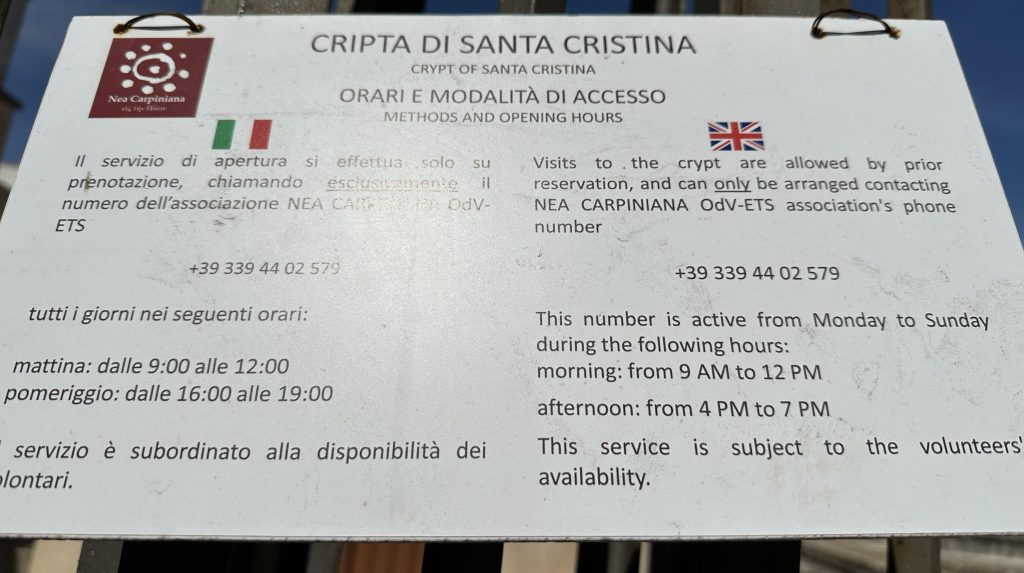 CRIPTA DI SANTA CRISTINA
CRYPT OF SANTA CRISTINA
ORARI E MODALITÀ DI ACCESSO
METHODS AND OPENING HOURS
Nea Carpiniana
Il servizio di apertura si effettua solo su
prenotazione, chiamando esclusivamente il
numero dell'associazione NEA OdV-
ETS
+39 339 44 02 579
tutti i giorni nei seguenti orari:
mattina: dalle 9:00 alle 12:00
pomeriggio: dalle 16:00 alle 19:00
servizio è subordinato alla disponibilità dei
olontari.
Visits to the crypt are allowed by prior
reservation, and can only be arranged contacting
NEA CARPINIANA OdV-ETS association's phone
number
+39 339 44 02 579
This number is active from Monday to Sunday
during the following hours:
morning: from 9 AM to 12 PM
afternoon: from 4 PM to 7 PM
This service is subject to the volunteers'
availability.